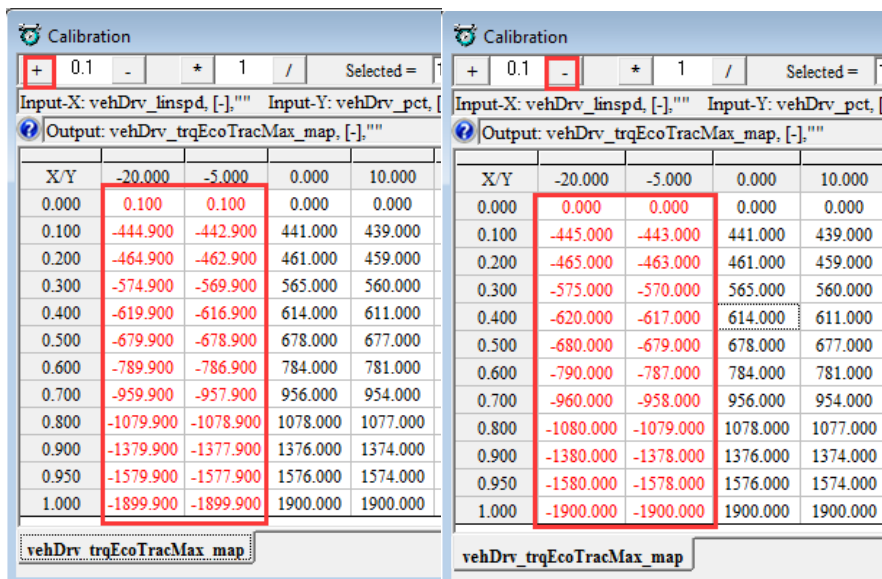 Calibration
+ 0.1 - * 1 / Selected =
Input-X: vehDrv_linspd, [-],"" Input-Y: vehDrv_pct, [
Output: vehDrv_trqEcoTracMax_map, [-],""
X/Y -20.000 -5.000 0.000 10.000
0.000 0.100 0.100 0.000 0.000
0.100 -444.900 -442.900 441.000 439.000
0.200 -464.900 -462.900 461.000 459.000
0.300 -574.900 -569.900 565.000 560.000
0.400 -619.900 -616.900 614.000 611.000
0.500 -679.900 -678.900 678.000 677.000
0.600 -789.900 -786.900 784.000 781.000
0.700 -959.900 -957.900 956.000 954.000
0.800 -1079.900 -1078.900 1078.000 1077.000
0.900 -1379.900 -1377.900 1376.000 1374.000
0.950 -1579.900 -1577.900 1576.000 1574.000
1.000 -1899.900 -1899.900 1900.000 1900.000
vehDrv_trqEcoTracMax_map
Calibration
+ 0.1 - * 1 / Selected =
Input-X: vehDrv_linspd, [-],"" Input-Y: vehDrv_pct, [
Output: vehDrv_trqEcoTracMax_map, [-],""
X/Y -20.000 -5.000 0.000 10.000
0.000 0.000 0.000 0.000 0.000
0.100 -445.000 -443.000 441.000 439.000
0.200 -465.000 -463.000 461.000 459.000
0.300 -575.000 -570.000 565.000 560.000
0.400 -620.000 -617.000 614.000 611.000
0.500 -680.000 -679.000 678.000 677.000
0.600 -790.000 -787.000 784.000 781.000
0.700 -960.000 -958.000 956.000 954.000
0.800 -1080.000 -1079.000 1078.000 1077.000
0.900 -1380.000 -1378.000 1376.000 1374.000
0.950 -1580.000 -1578.000 1576.000 1574.000
1.000 -1900.000 -1900.000 1900.000 1900.000
vehDrv_trqEcoTracMax_map